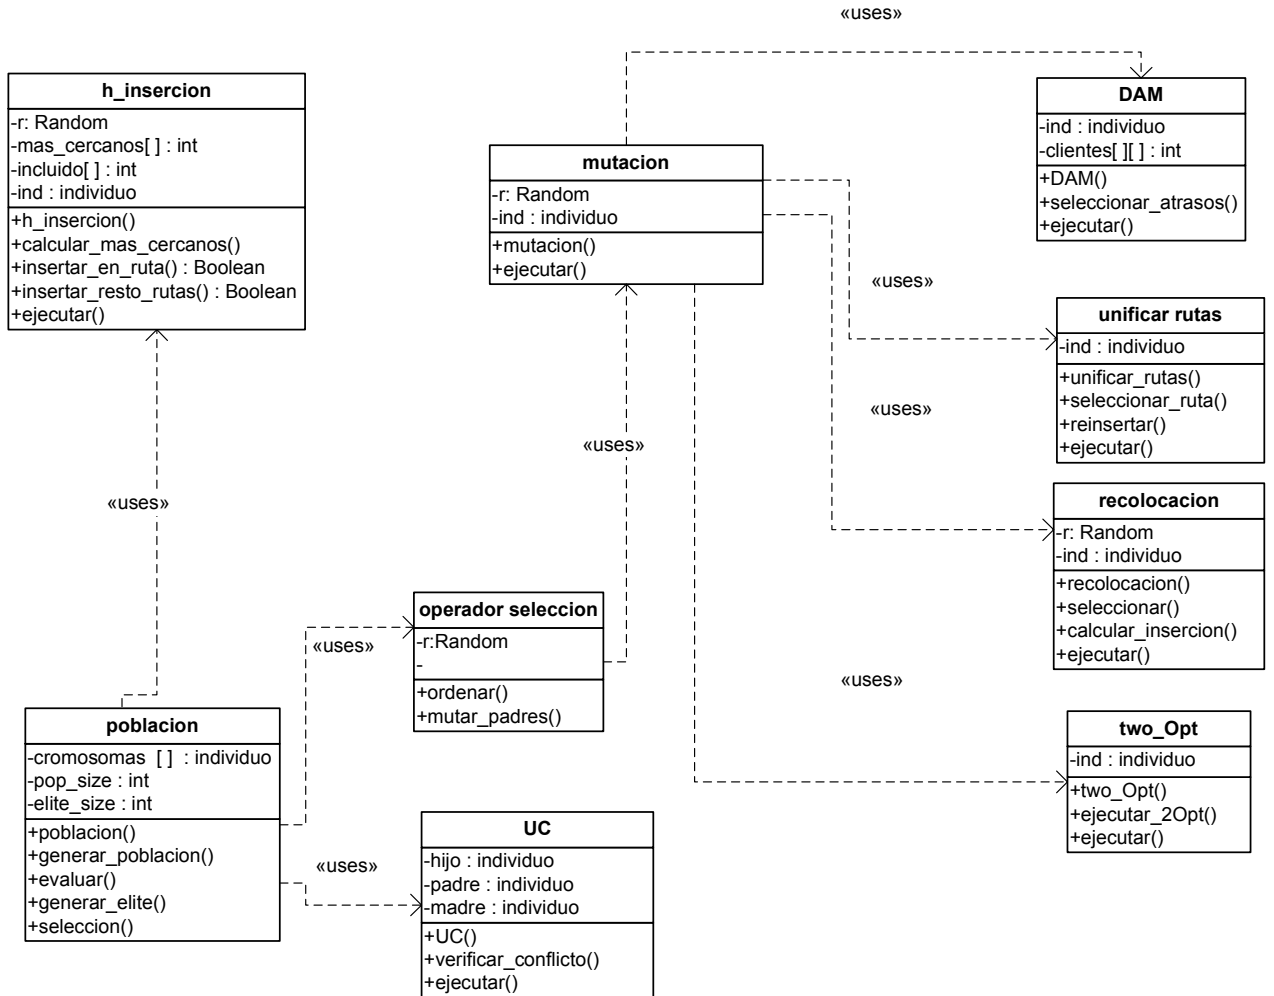 «uses»
h_insercion
-r: Random
-mas_cercanos[ ] : int
-incluido[ ] : int
-ind : individuo
+h_insercion()
+calcular_mas_cercanos()
+insertar_en_ruta() : Boolean
+insertar_resto_rutas() : Boolean
+ejecutar()
DAM
-ind : individuo
-clientes[ ][ ] : int
+DAM()
+seleccionar_atrasos()
+ejecutar()
mutacion
-r: Random
-ind : individuo
+mutacion()
+ejecutar()
«uses»
unificar rutas
-ind : individuo
+unificar_rutas()
+seleccionar_ruta()
+reinsertar()
+ejecutar()
«uses»
«uses»
«uses»
recolocacion
-r: Random
-ind : individuo
+recolocacion()
+seleccionar()
+calcular_insercion()
+ejecutar()
operador seleccion
-r:Random
-
+ordenar()
+mutar_padres()
«uses»
«uses»
poblacion
-cromosomas [ ] : individuo
-pop_size : int
-elite_size : int
+poblacion()
+generar_poblacion()
+evaluar()
+generar_elite()
+seleccion()
two_Opt
-ind : individuo
+two_Opt()
+ejecutar_2Opt()
+ejecutar()
«uses»
UC
-hijo : individuo
-padre : individuo
-madre : individuo
+UC()
+verificar_conflicto()
+ejecutar()